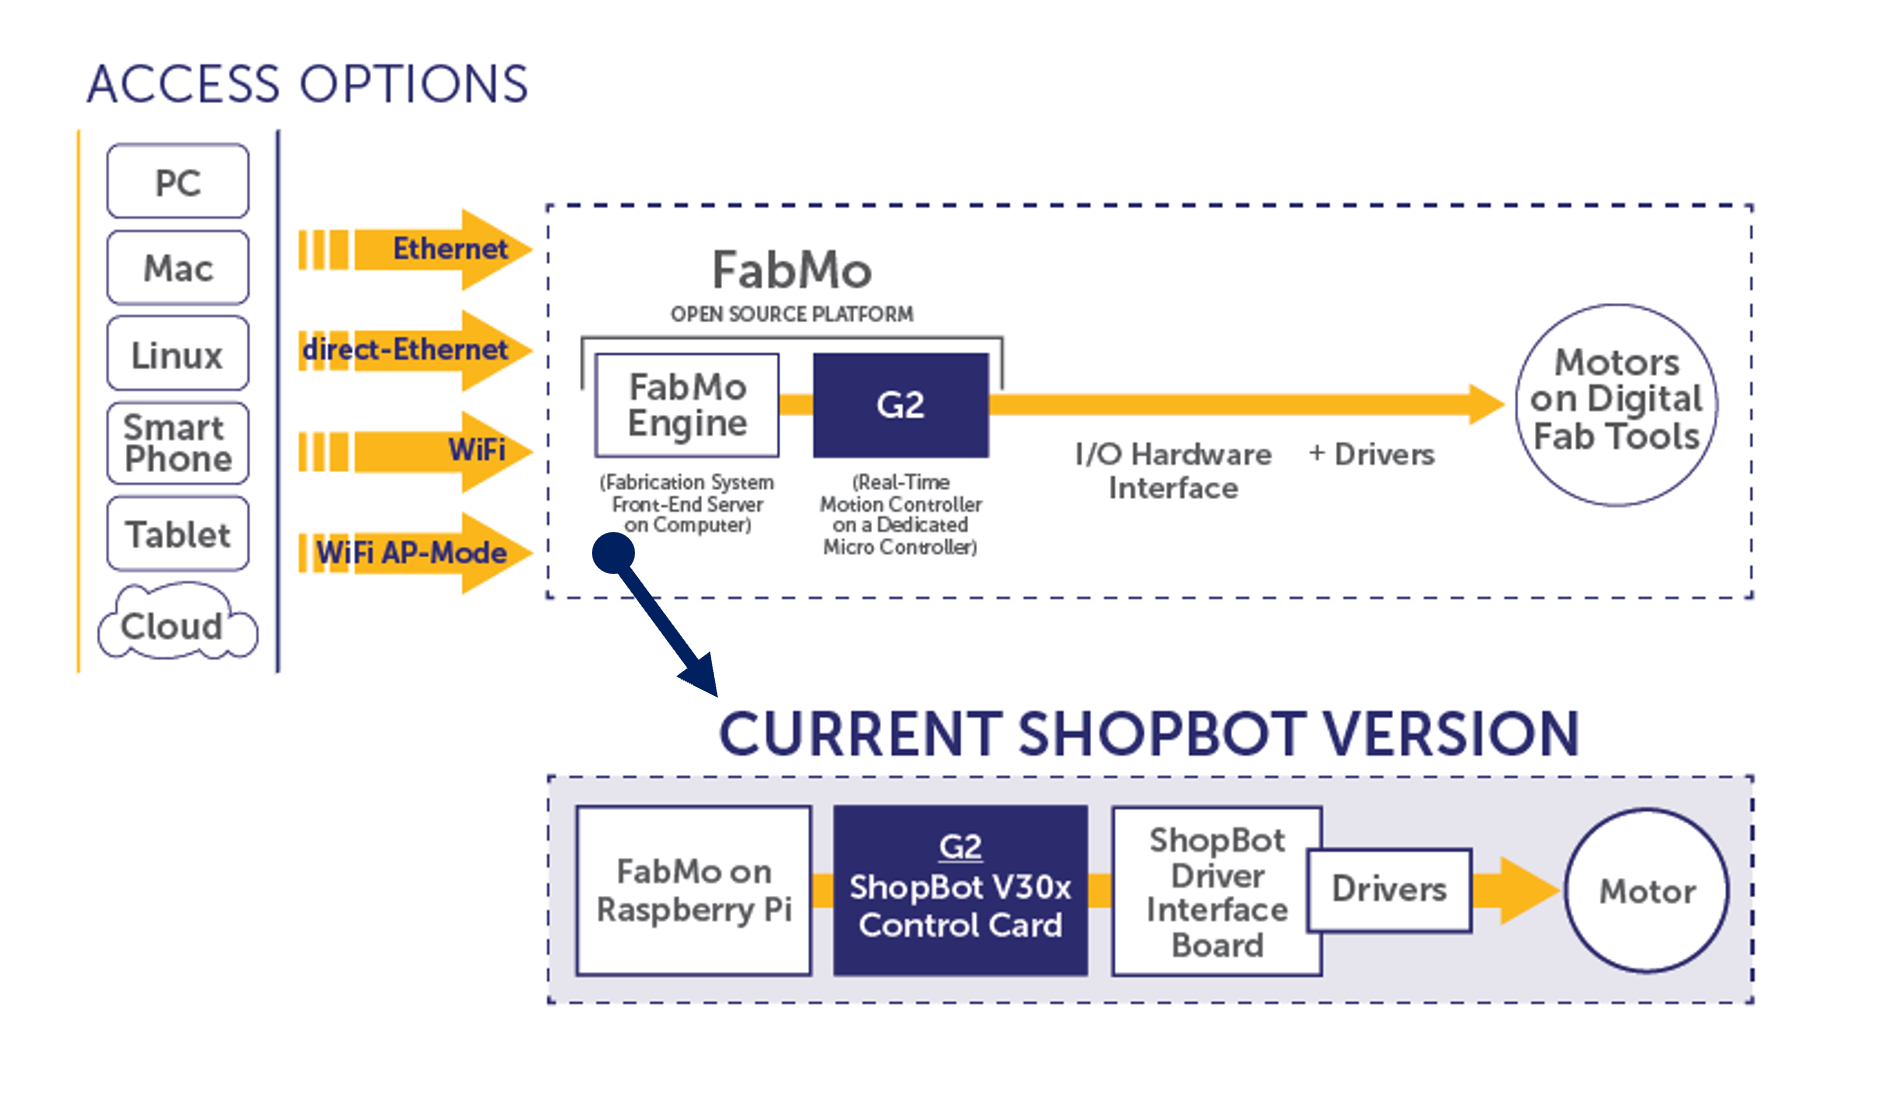 ACCESS OPTIONS
PC
Mac
Linux
Smart
Phone
Tablet
Cloud
Ethernet
direct-Ethernet
WiFi
WiFi AP-Mode
FabMo
OPEN SOURCE PLATFORM
FabMo
Engine
G2
(Fabrication System
Front-End Server
on Computer)
(Real-Time
Motion Controller
on a Dedicated
Micro Controller)
I/O Hardware
Interface
+ Drivers
Motors
on Digital
Fab Tools
CURRENT SHOPBOT VERSION
FabMo on
Raspberry Pi
G2
ShopBot V30x
Control Card
ShopBot
Driver
Interface
Board
Drivers
Motor